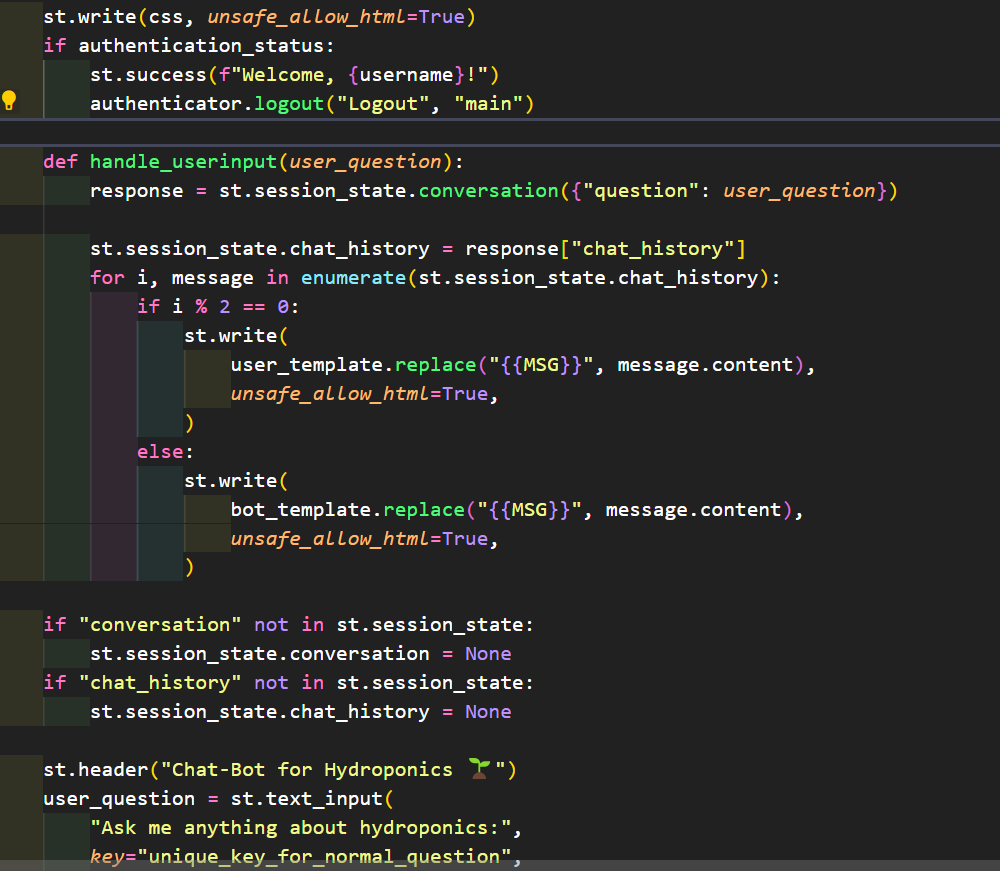 st.write(css, unsafe_allow_html=True)
if authentication_status:
    st.success(f"Welcome, {username}!")
    authenticator.logout("Logout", "main")
def handle_userinput(user_question):
    response = st.session_state.conversation({"question": user_question})
    st.session_state.chat_history = response["chat_history"]
    for i, message in enumerate(st.session_state.chat_history):
        if i % 2 == 0:
            st.write(
                user_template.replace("{{MSG}}", message.content),
                unsafe_allow_html=True,
            )
        else:
            st.write(
                bot_template.replace("{{MSG}}", message.content),
                unsafe_allow_html=True,
            )
if "conversation" not in st.session_state:
    st.session_state.conversation = None
if "chat_history" not in st.session_state:
    st.session_state.chat_history = None
st.header("Chat-Bot for Hydroponics 🌱")
user_question = st.text_input(
    "Ask me anything about hydroponics:",
    key="unique_key_for_normal_question",